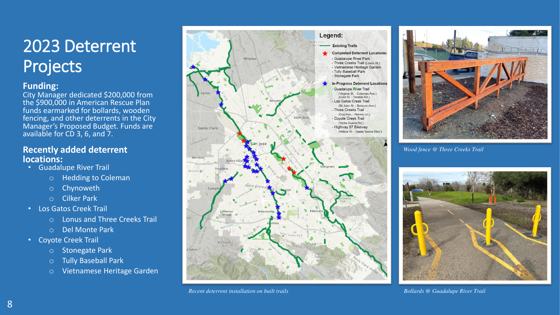 2023 Deterrent
Projects
Funding:
City Manager dedicated $200,000 from
the $900,000 in American Rescue Plan
funds earmarked for bollards, wooden
fencing, and other deterrents in the City
Manager's Proposed Budget. Funds are
available for CD 3, 6, and 7.
Recently added deterrent
locations:
• Guadalupe River Trail
o Hedding to Coleman
o Chynoweth
o Cilker Park
• Los Gatos Creek Trail
o Lonus and Three Creeks Trail
o Del Monte Park
• Coyote Creek Trail
o Stonegate Park
o Tully Baseball Park
o Vietnamese Heritage Garden
8
Legend:
Existing Trails
Completed Deterrent Locations:
- Guadalupe River Park
- Vietnamese Heritage Garden
- Tully Baseball Park
- Stonegate Park
In-Progress Deterrent Locations:
- Guadalupe River Trail
- Los Gatos Creek Trail
- Three Creeks Trail
- Coyote Creek Trail
Recent deterrent installation on built trails
Wood fence @ Three Creeks Trail
Bollards @ Guadalupe River Trail